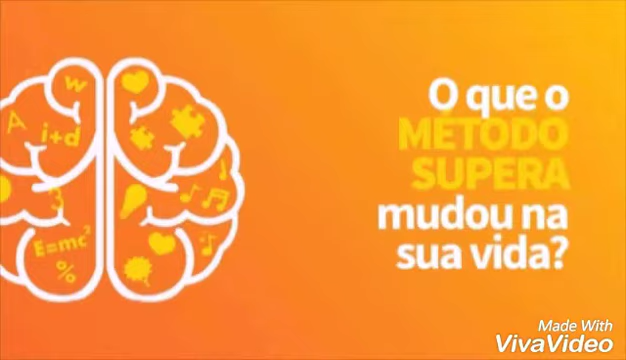 O que o
MÉTODO
SUPERA
mudou na
sua vida?
w
A
i+d
3
E=mc²
%
Made With
VivaVideo